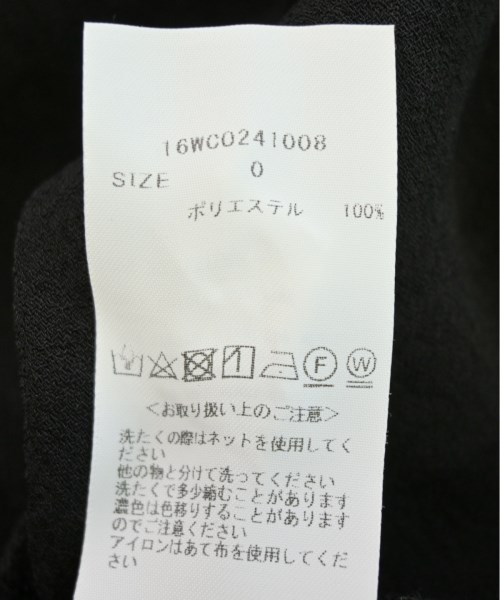 16WCO241008
SIZE 0
ポリエステル 100%
F W
<お取り扱い上のご注意>
洗たくの際はネットを使用してく
ださい
他の物と分けて洗ってください
洗たくで多少縮むことがあります
濃色は色移りすることがあります
のでご注意ください
アイロンはあて布を使用してくだ
さい